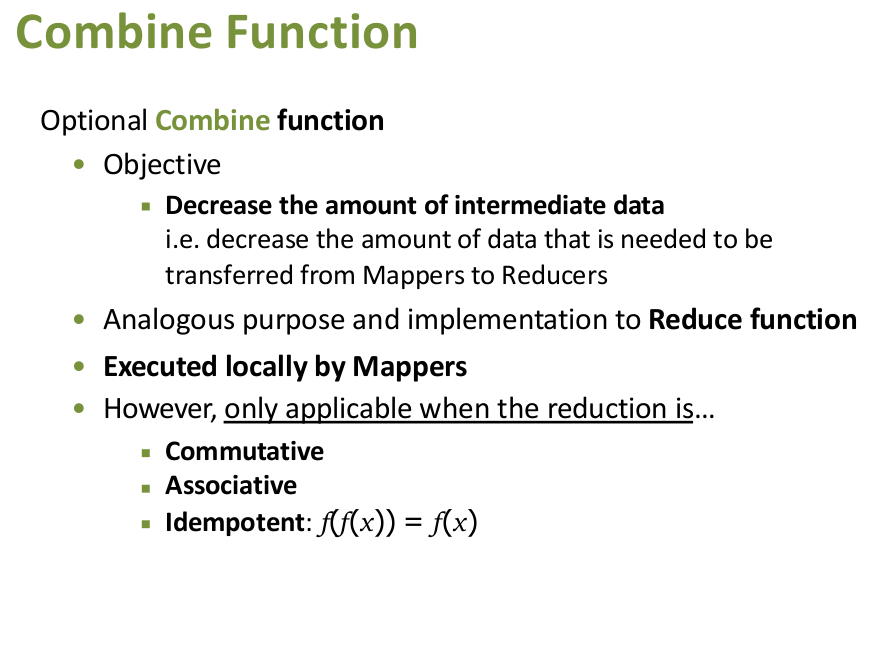 Combine Function
Optional Combine function
• Objective
▪ Decrease the amount of intermediate data
i.e. decrease the amount of data that is needed to be
transferred from Mappers to Reducers
• Analogous purpose and implementation to Reduce function
• Executed locally by Mappers
• However, only applicable when the reduction is…
▪ Commutative
▪ Associative
▪ Idempotent: f(f(x)) = f(x)